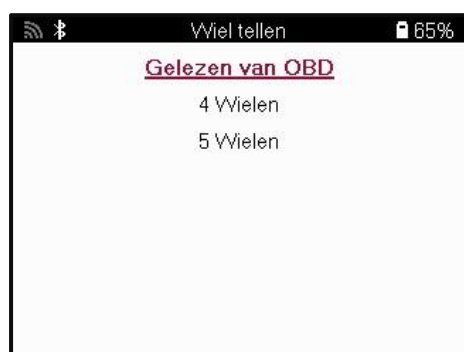 Wiel tellen 65%
Gelezen van OBD
4 Wielen
5 Wielen